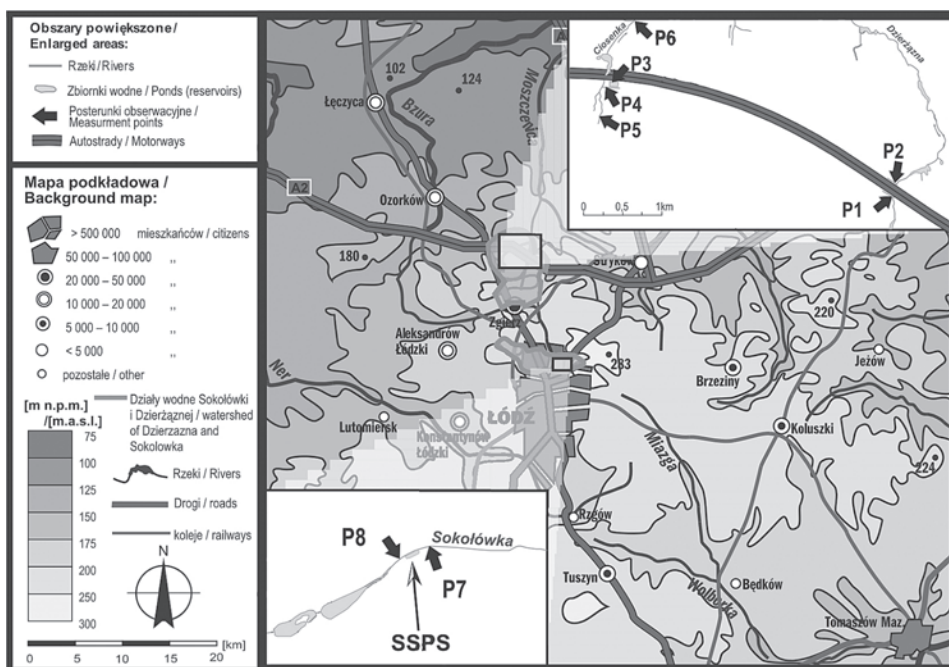 Obszary powiększone /
Enlarged areas:
Rzeki/Rivers
Zbiorniki wodne / Ponds (reservoirs)
Posterunki obserwacyjne /
Measurment points
Autostrady / Motorways
Mapa podkładowa /
Background map:
> 500 000 mieszkańców / citizens
50 000 – 100 000 ,,
20 000 – 50 000 ,,
10 000 – 20 000 ,,
5 000 – 10 000 ,,
< 5 000 ,,
pozostałe / other
[m n.p.m.]
/[m.a.s.l.]
75
100
125
150
175
200
250
300
Działy wodne Sokołówki
i Dzierżąznej / watershed
of Dzierzazna and
Sokolowka
Rzeki / Rivers
Drogi / roads
koleje / railways
N
0 5 10 15 20 [km]
102
124
Łęczyca
Bzura
Moszczenica
A
A2
Ozorków
180
Zgierz
Aleksandrów
Łódzki
Ner
Lutomiersk
Konstantynów
Łódzki
ŁÓDŹ
283
220
Jeżów
Brzeziny
Koluszki
Miazga
224
Rzgów
Tuszyn
Wolborka
Będków
Tomaszów Maz.
Ciosenka
P6
P3
P4
P5
Dzierżązna
P2
P1
0 0,5 1km
P8
Sokołówka
P7
SSPS